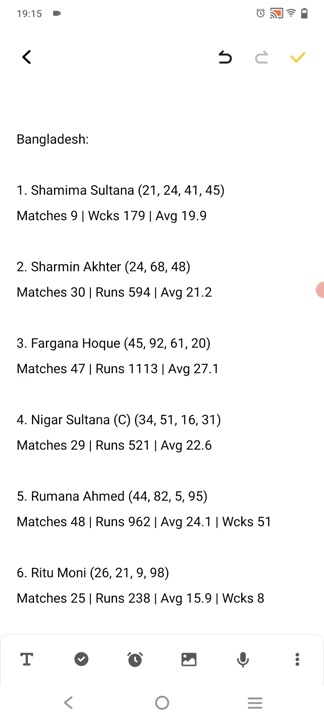 19:15
Bangladesh:
1. Shamima Sultana (21, 24, 41, 45)
Matches 9 | Wcks 179 | Avg 19.9
2. Sharmin Akhter (24, 68, 48)
Matches 30 | Runs 594 | Avg 21.2
3. Fargana Hoque (45, 92, 61, 20)
Matches 47 | Runs 1113 | Avg 27.1
4. Nigar Sultana (C) (34, 51, 16, 31)
Matches 29 | Runs 521 | Avg 22.6
5. Rumana Ahmed (44, 82, 5, 95)
Matches 48 | Runs 962 | Avg 24.1 | Wcks 51
6. Ritu Moni (26, 21, 9, 98)
Matches 25 | Runs 238 | Avg 15.9 | Wcks 8